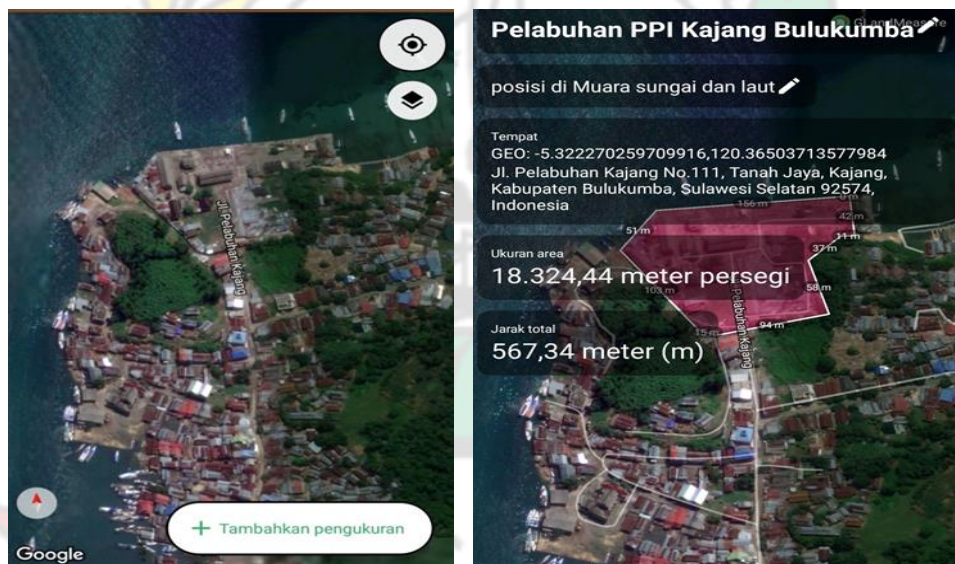 Jl. Pelabuhan Kajang
+ Tambahkan pengukuran
Google
GLandMeasure
Pelabuhan PPI Kajang Bulukumba
posisi di Muara sungai dan laut
Tempat
GEO: -5.322270259709916,120.36503713577984
Jl. Pelabuhan Kajang No.111, Tanah Jaya, Kajang,
Kabupaten Bulukumba, Sulawesi Selatan 92574,
Indonesia
156 m
42 m
51 m
11 m
37 m
Ukuran area
18.324,44 meter persegi
103 m
58 m
Pelabuhan Kajang
94 m
15 m
Jarak total
567,34 meter (m)